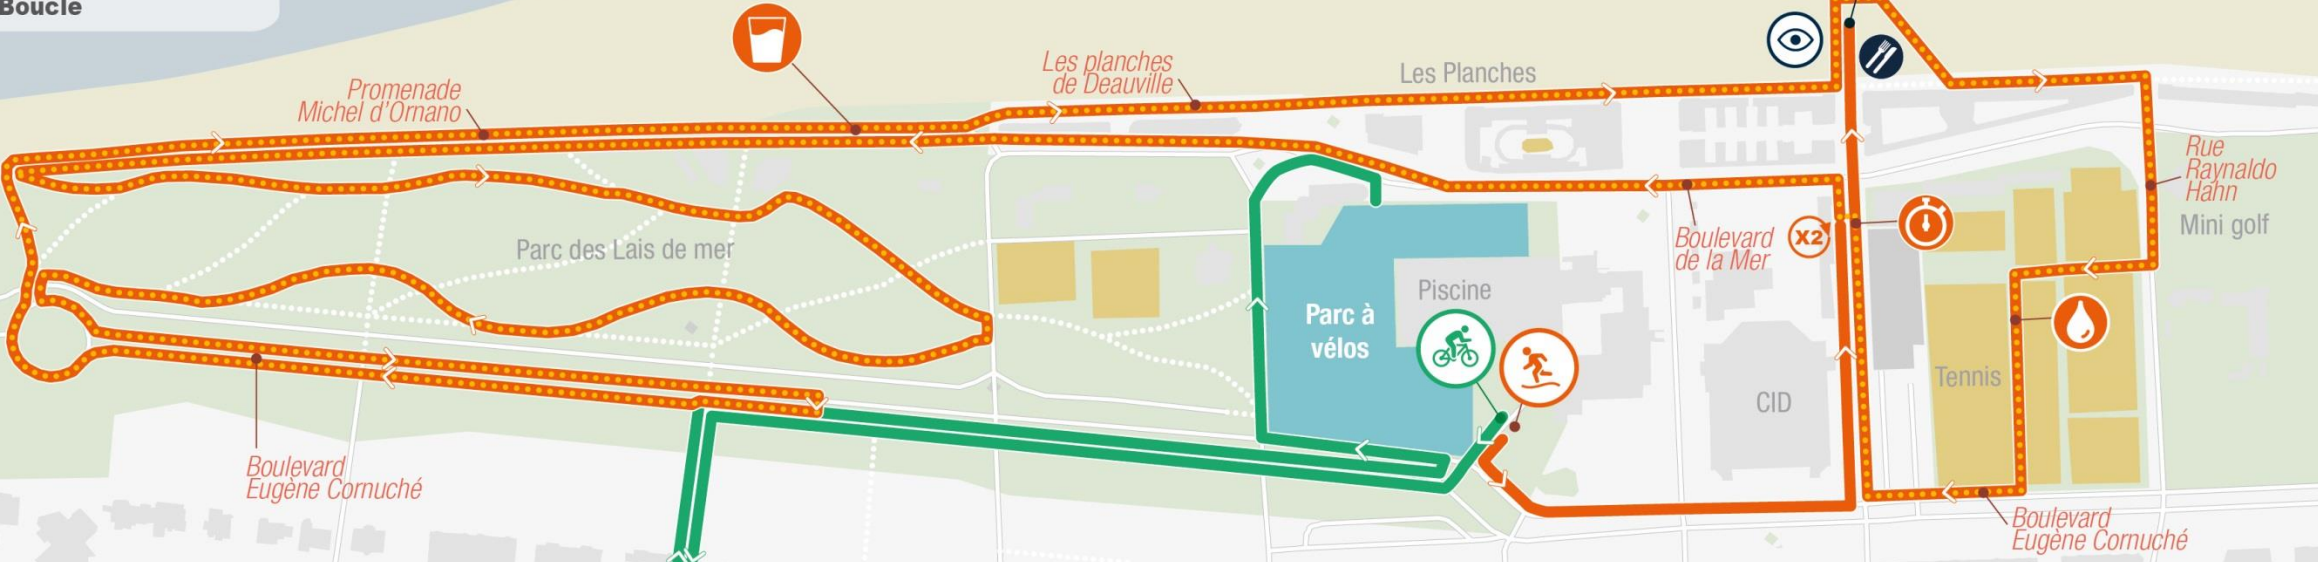 Boucle
Promenade
Michel d'Ornano
Les planches
de Deauville
Les Planches
Rue
Raynaldo
Hahn
Mini golf
Parc des Lais de mer
Boulevard
de la Mer
X2
Piscine
Parc à
vélos
CID
Tennis
Boulevard
Eugène Cornuché
Boulevard
Eugène Cornuché